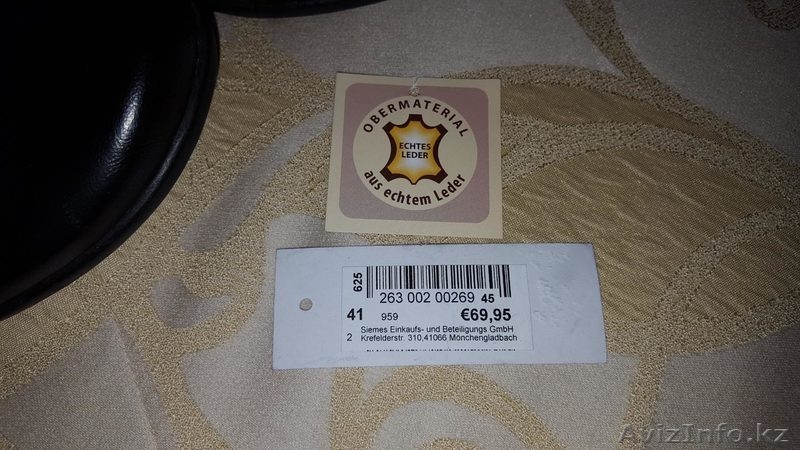 OBERMATERIAL
ECHTES
LEDER
aus echtem Leder
625
263 002 00269 45
41 959 €69,95
Siemes Einkaufs- und Beteiligungs GmbH
2 Krefelderstr. 310,41066 Mönchengladbach
AvizInfo.kz